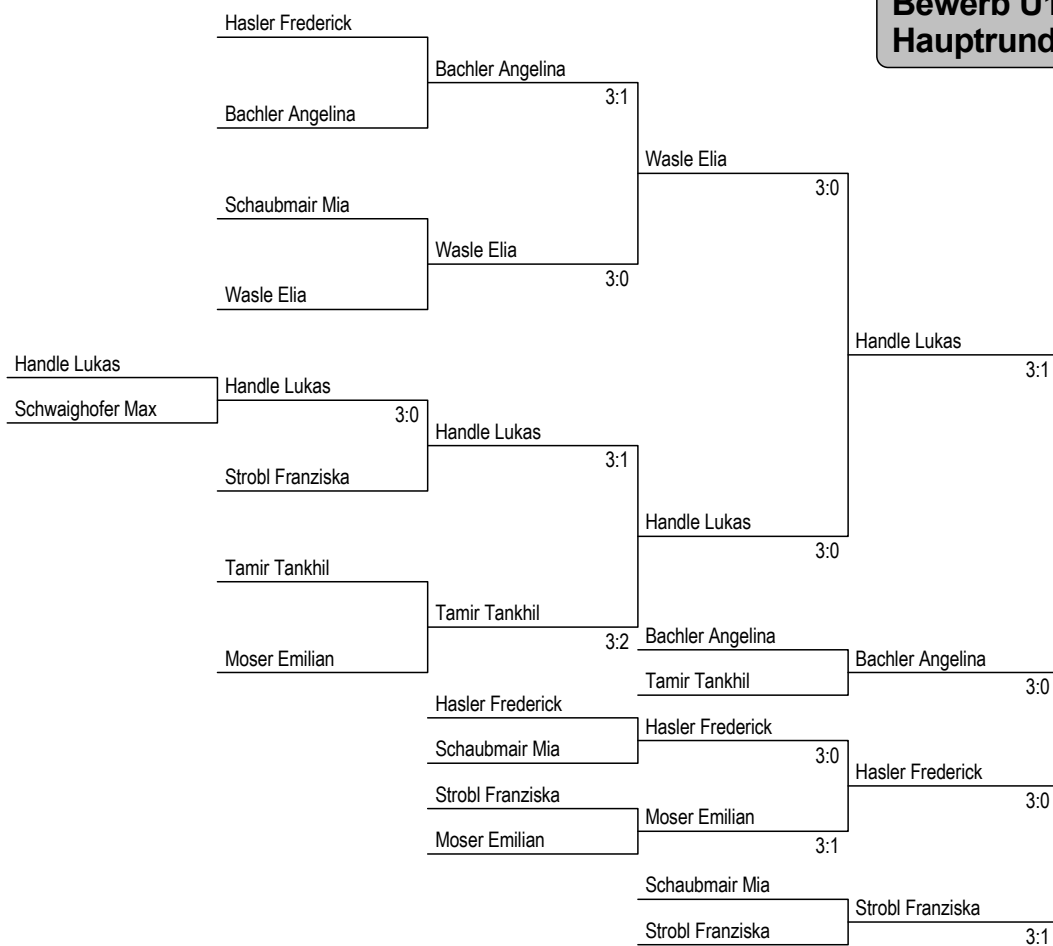 Bewerb
Hauptrund
Hasler Frederick
Bachler Angelina
3:1
Bachler Angelina
Wasle Elia
3:0
Schaubmair Mia
Wasle Elia
3:0
Wasle Elia
Handle Lukas
3:1
Handle Lukas
Schwaighofer Max
Handle Lukas
3:0
Handle Lukas
3:1
Strobl Franziska
Handle Lukas
3:0
Tamir Tankhil
Tamir Tankhil
3:2
Moser Emilian
Bachler Angelina
Tamir Tankhil
Bachler Angelina
3:0
Hasler Frederick
Schaubmair Mia
Hasler Frederick
3:0
Hasler Frederick
3:0
Strobl Franziska
Moser Emilian
Moser Emilian
3:1
Schaubmair Mia
Strobl Franziska
Strobl Franziska
3:1